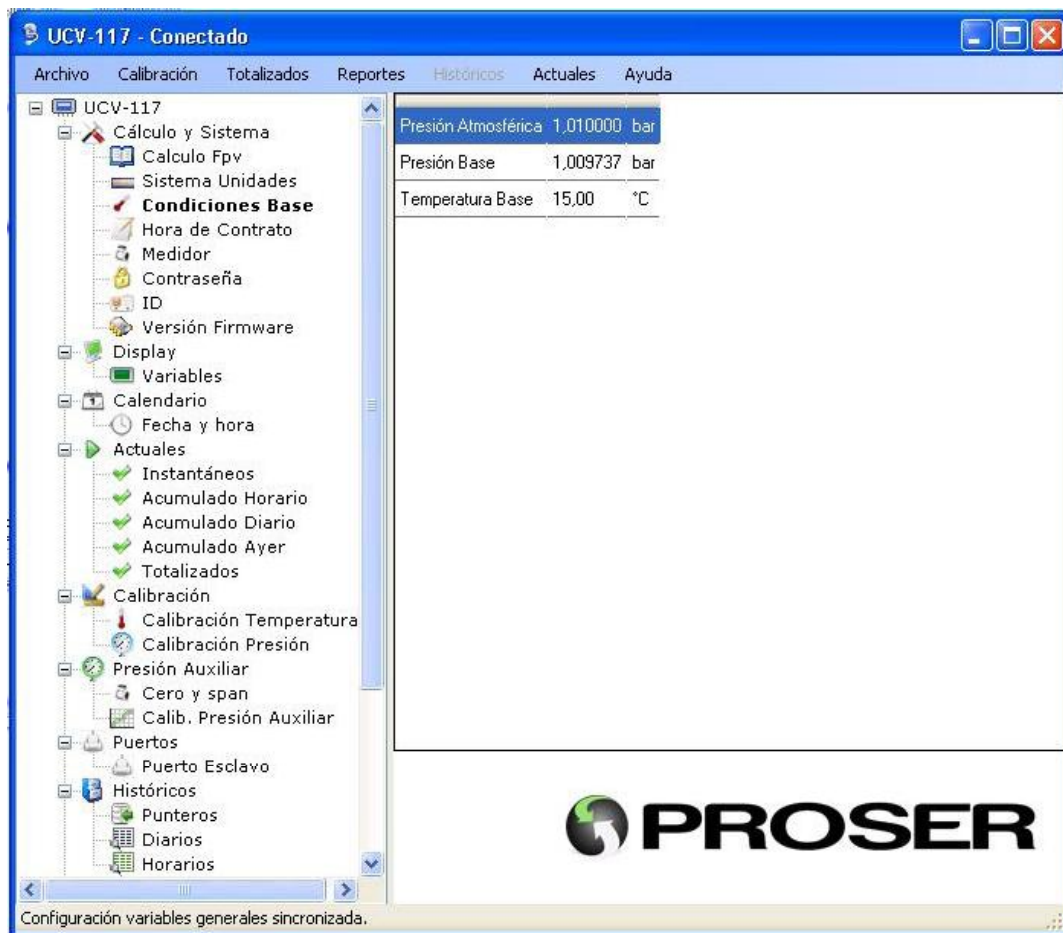 UCV-117 - Conectado
Archivo Calibración Totalizados Reportes Históricos Actuales Ayuda
UCV-117
Cálculo y Sistema
Calculo Fpv
Sistema Unidades
Condiciones Base
Hora de Contrato
Medidor
Contraseña
ID
Versión Firmware
Display
Variables
Calendario
Fecha y hora
Actuales
Instantáneos
Acumulado Horario
Acumulado Diario
Acumulado Ayer
Totalizados
Calibración
Calibración Temperatura
Calibración Presión
Presión Auxiliar
Cero y span
Calib. Presión Auxiliar
Puertos
Puerto Esclavo
Históricos
Punteros
Diarios
Horarios
Presión Atmosférica 1,010000 bar
Presión Base 1,009737 bar
Temperatura Base 15,00 °C
PROSER
Configuración variables generales sincronizada.